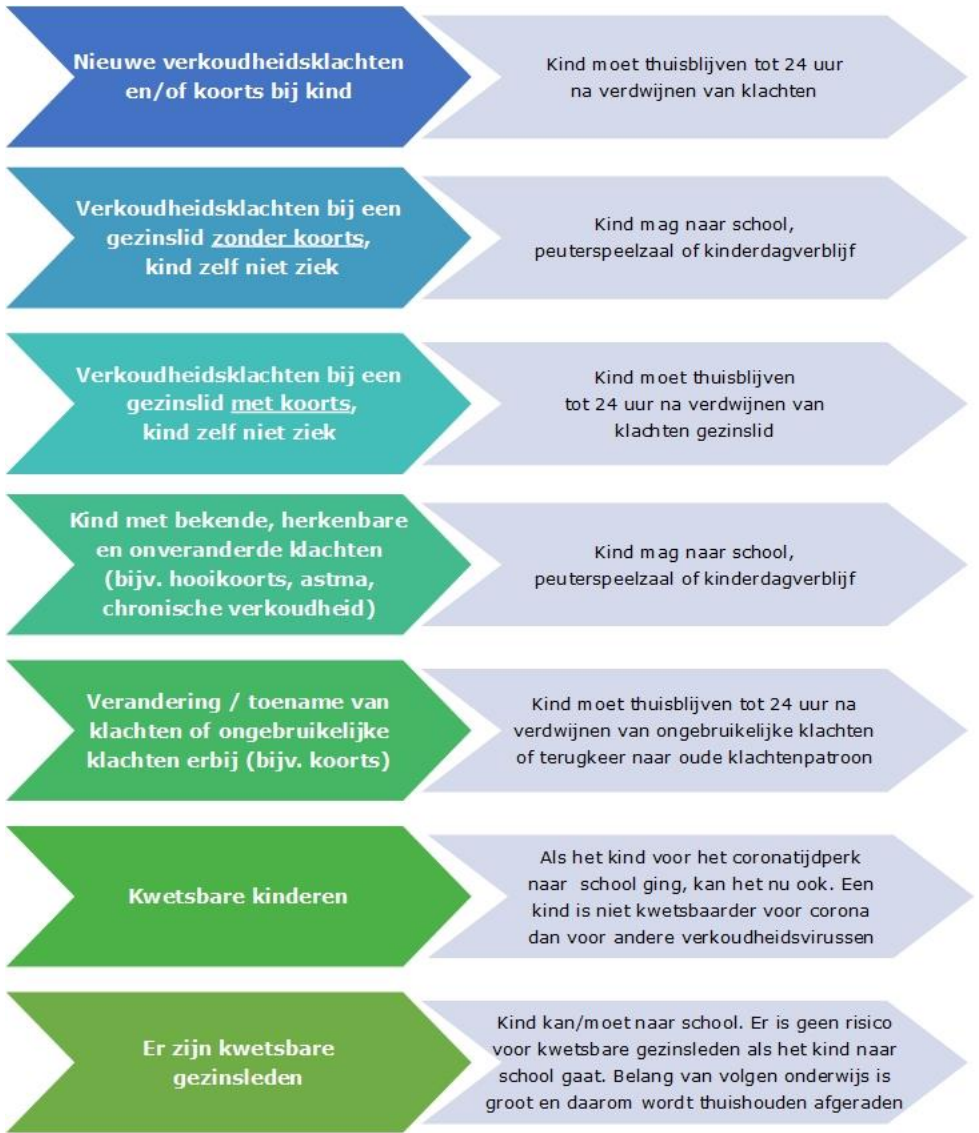 Nieuwe verkoudheidsklachten
en/of koorts bij kind
Kind moet thuisblijven tot 24 uur
na verdwijnen van klachten
Verkoudheidsklachten bij een
gezinslid zonder koorts,
kind zelf niet ziek
Kind mag naar school,
peuterspeelzaal of kinderdagverblijf
Verkoudheidsklachten bij een
gezinslid met koorts,
kind zelf niet ziek
Kind moet thuisblijven
tot 24 uur na verdwijnen van
klachten gezinslid
Kind met bekende, herkenbare
en onveranderde klachten
(bijv. hooikoorts, astma,
chronische verkoudheid)
Kind mag naar school,
peuterspeelzaal of kinderdagverblijf
Verandering / toename van
klachten of ongebruikelijke
klachten erbij (bijv. koorts)
Kind moet thuisblijven tot 24 uur na
verdwijnen van ongebruikelijke klachten
of terugkeer naar oude klachtenpatroon
Kwetsbare kinderen
Als het kind voor het coronatijdperk
naar school ging, kan het nu ook. Een
kind is niet kwetsbaarder voor corona
dan voor andere verkoudheidsvirussen
Er zijn kwetsbare
gezinsleden
Kind kan/moet naar school. Er is geen risico
voor kwetsbare gezinsleden als het kind naar
school gaat. Belang van volgen onderwijs is
groot en daarom wordt thuishouden afgeraden